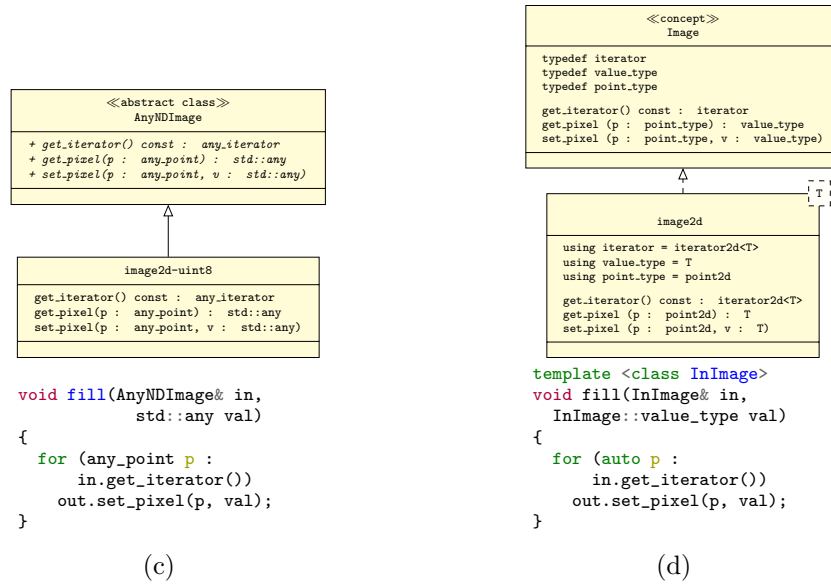 ≪abstract class≫
AnyNDImage
+ get_iterator() const : any_iterator
+ get_pixel(p : any_point) : std::any
+ set_pixel(p : any_point, v : std::any)
image2d-uint8
get_iterator() const : any_iterator
get_pixel(p : any_point) : std::any
set_pixel(p : any_point, v : std::any)
void fill(AnyNDImage& in,
std::any val)
{
for (any_point p :
in.get_iterator())
out.set_pixel(p, val);
}
(c)
≪concept≫
Image
typedef iterator
typedef value_type
typedef point_type
get_iterator() const : iterator
get_pixel (p : point_type) : value_type
set_pixel (p : point_type, v : value_type)
T
image2d
using iterator = iterator2d<T>
using value_type = T
using point_type = point2d
get_iterator() const : iterator2d<T>
get_pixel (p : point2d) : T
set_pixel (p : point2d, v : T)
template <class InImage>
void fill(InImage& in,
InImage::value_type val)
{
for (auto p :
in.get_iterator())
out.set_pixel(p, val);
}
(d)